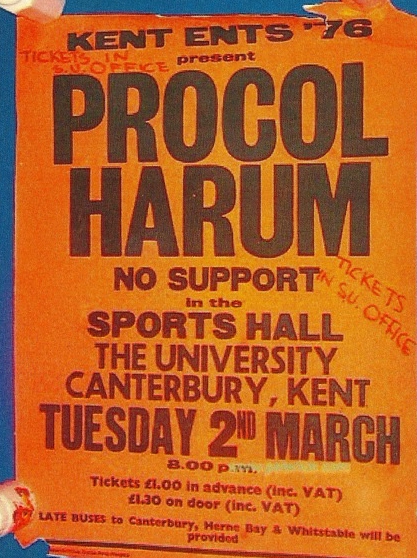 KENT ENTS '76
TICKETS IN
S.U. OFFICE
present
PROCOL
HARUM
NO SUPPORT
TICKETS
IN S.U. OFFICE
in the
SPORTS HALL
THE UNIVERSITY
CANTERBURY, KENT
TUESDAY 2ND MARCH
8.00 p.m.
Tickets £1.00 in advance (inc. VAT)
£1.30 on door (inc. VAT)
LATE BUSES to Canterbury, Herne Bay & Whitstable will be
provided